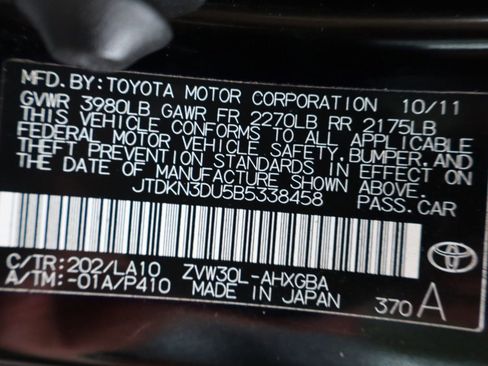 MFD.BY:TOYOTA MOTOR CORPORATION 10/11
GVWR 3980LB GAWR FR 2270LB RR 2175LB
THIS VEHICLE CONFORMS TO ALL APPLICABLE
FEDERAL MOTOR VEHICLE SAFETY,BUMPER,AND
THEFT PREVENTION STANDARDS IN EFFECT ON
THE DATE OF MANUFACTURE SHOWN ABOVE.
JTDKN3DU5B5338458 PASS.CAR
C/TR:202/LA10 ZVW30L-AHXGBA
A/TM:-01A/P410 MADE IN JAPAN 370 A